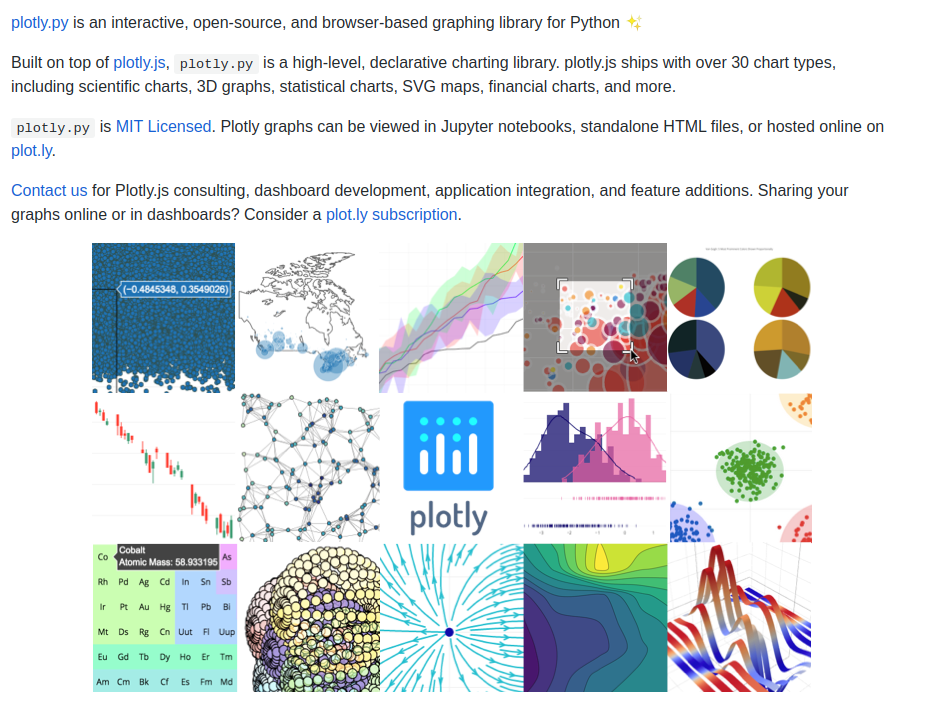 plotly.py is an interactive, open-source, and browser-based graphing library for Python ✨
Built on top of plotly.js, plotly.py is a high-level, declarative charting library. plotly.js ships with over 30 chart types,
including scientific charts, 3D graphs, statistical charts, SVG maps, financial charts, and more.
plotly.py is MIT Licensed. Plotly graphs can be viewed in Jupyter notebooks, standalone HTML files, or hosted online on
plot.ly.
Contact us for Plotly.js consulting, dashboard development, application integration, and feature additions. Sharing your
graphs online or in dashboards? Consider a plot.ly subscription.
(−0.4845348, 0.3549026)
plotly
Cobalt
Co Atomic Mass: 58.933195 As
Rh Pd Ag Cd In Sn Sb
Ir Pt Au Hg Tl Pb Bi
Mt Ds Rg Cn Uut Fl Uup
Eu Gd Tb Dy Ho Er Tm
Am Cm Bk Cf Es Fm Md